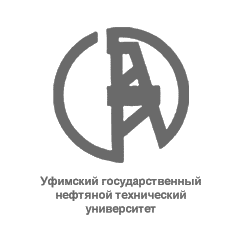 Уфимский государственный
нефтяной технический
университет